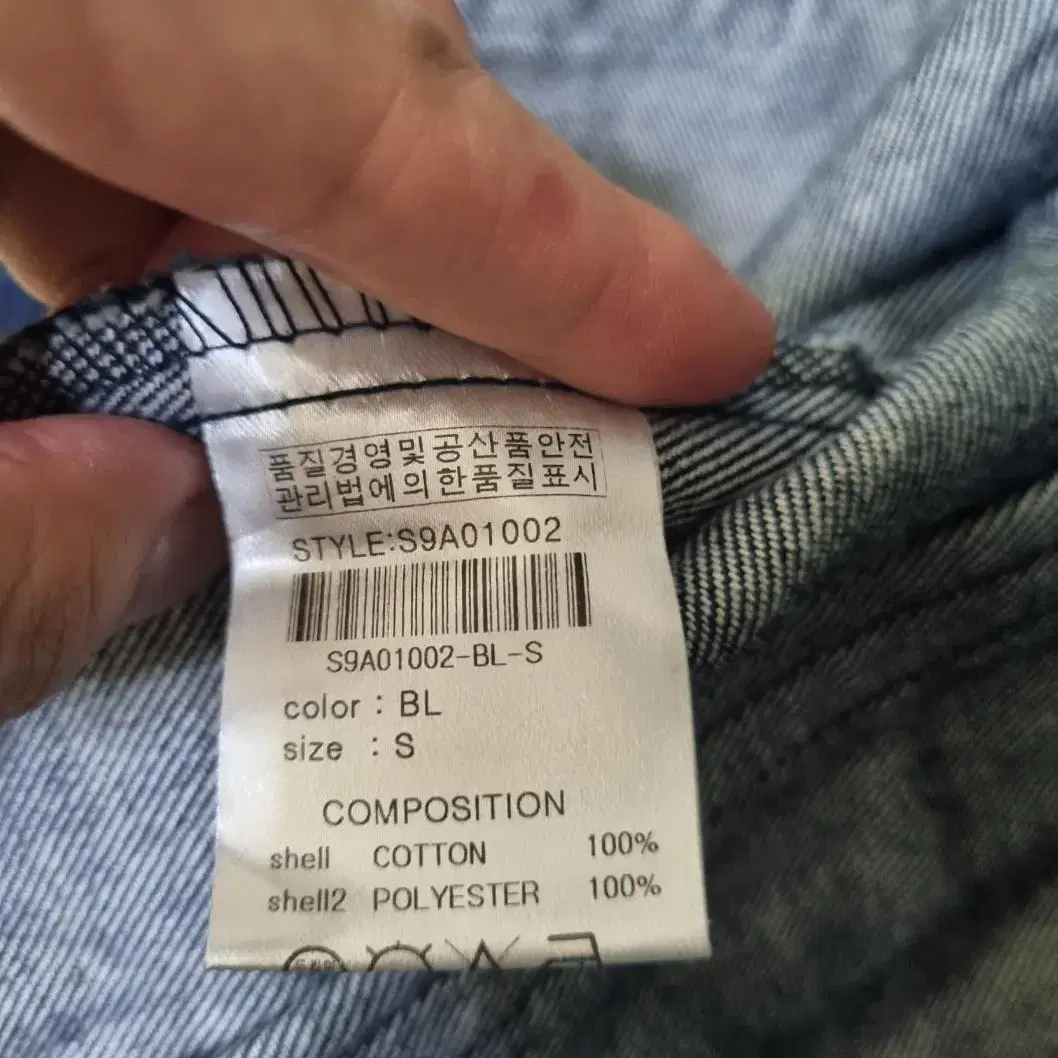 품질경영및공산품안전
관리법에의한품질표시
STYLE:S9A01002
S9A01002-BL-S
color : BL
size : S
COMPOSITION
shell COTTON 100%
shell2 POLYESTER 100%